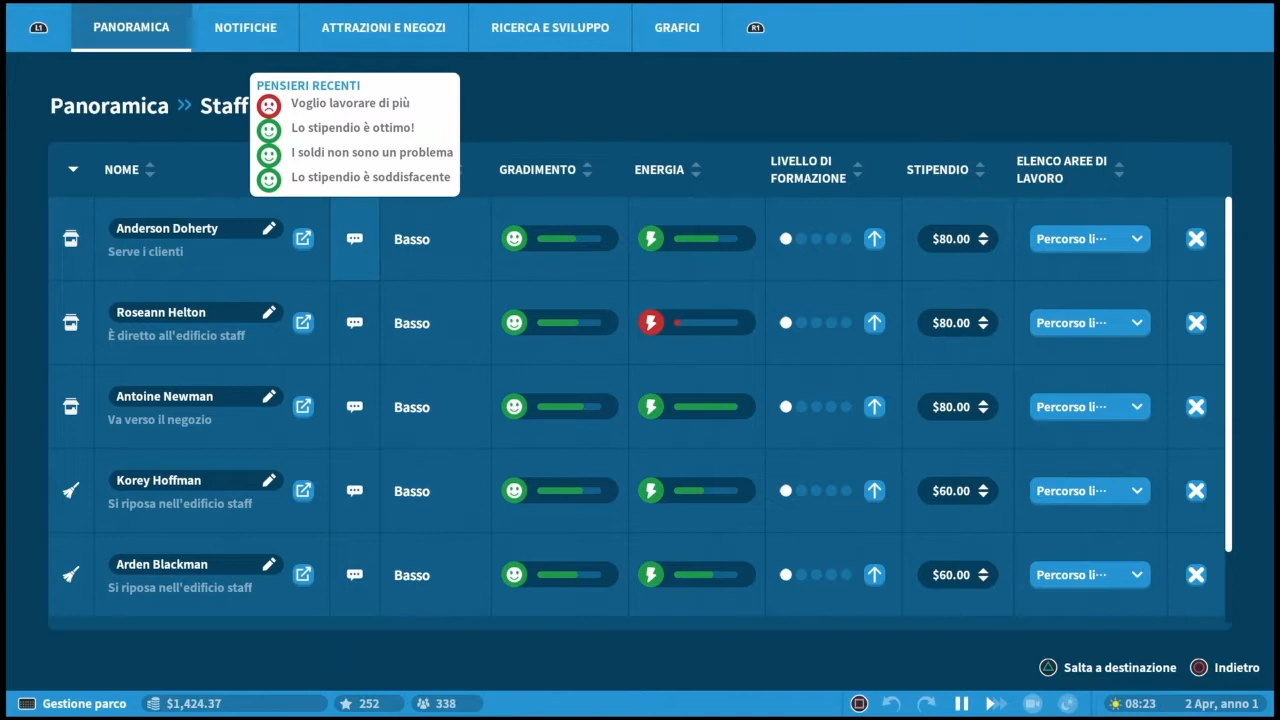 L1
PANORAMICA
NOTIFICHE
ATTRAZIONI E NEGOZI
RICERCA E SVILUPPO
GRAFICI
R1
Panoramica » Staff
PENSIERI RECENTI
Voglio lavorare di più
Lo stipendio è ottimo!
I soldi non sono un problema
Lo stipendio è soddisfacente
NOME
GRADIMENTO
ENERGIA
LIVELLO DI
FORMAZIONE
STIPENDIO
ELENCO AREE DI
LAVORO
Anderson Doherty
Serve i clienti
Basso
$80.00
Percorso li...
Roseann Helton
È diretto all'edificio staff
Basso
$80.00
Percorso li...
Antoine Newman
Va verso il negozio
Basso
$80.00
Percorso li...
Korey Hoffman
Si riposa nell'edificio staff
Basso
$60.00
Percorso li...
Arden Blackman
Si riposa nell'edificio staff
Basso
$60.00
Percorso li...
Salta a destinazione
Indietro
Gestione parco
$1,424.37
252
338
08:23
2 Apr, anno 1